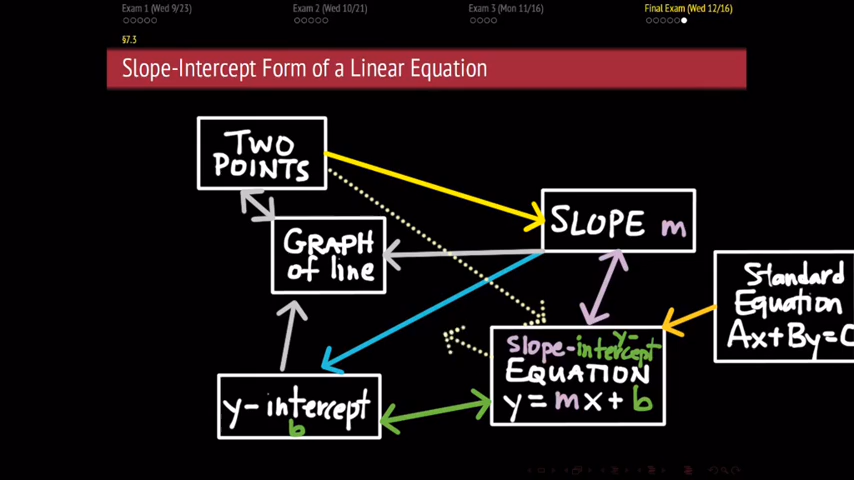 Exam 1 (Wed 9/23)
Exam 2 (Wed 10/21)
Exam 3 (Mon 11/16)
Final Exam (Wed 12/16)
§7.3
Slope-Intercept Form of a Linear Equation
TWO
POINTS
SLOPE m
GRAPH
of line
Standard
Equation
Ax+By=C
slope-y-intercept
EQUATION
y=mx+b
y-intercept
b